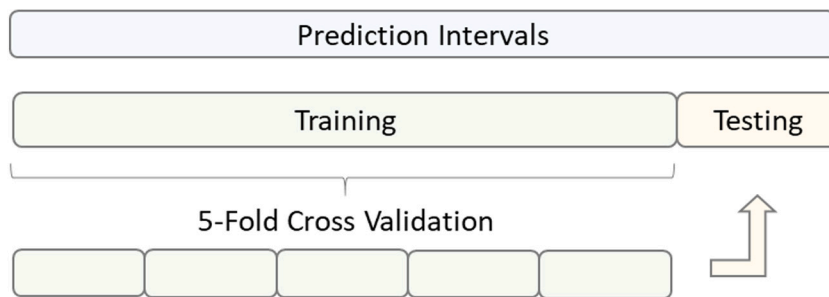 Prediction Intervals
Training
Testing
5-Fold Cross Validation